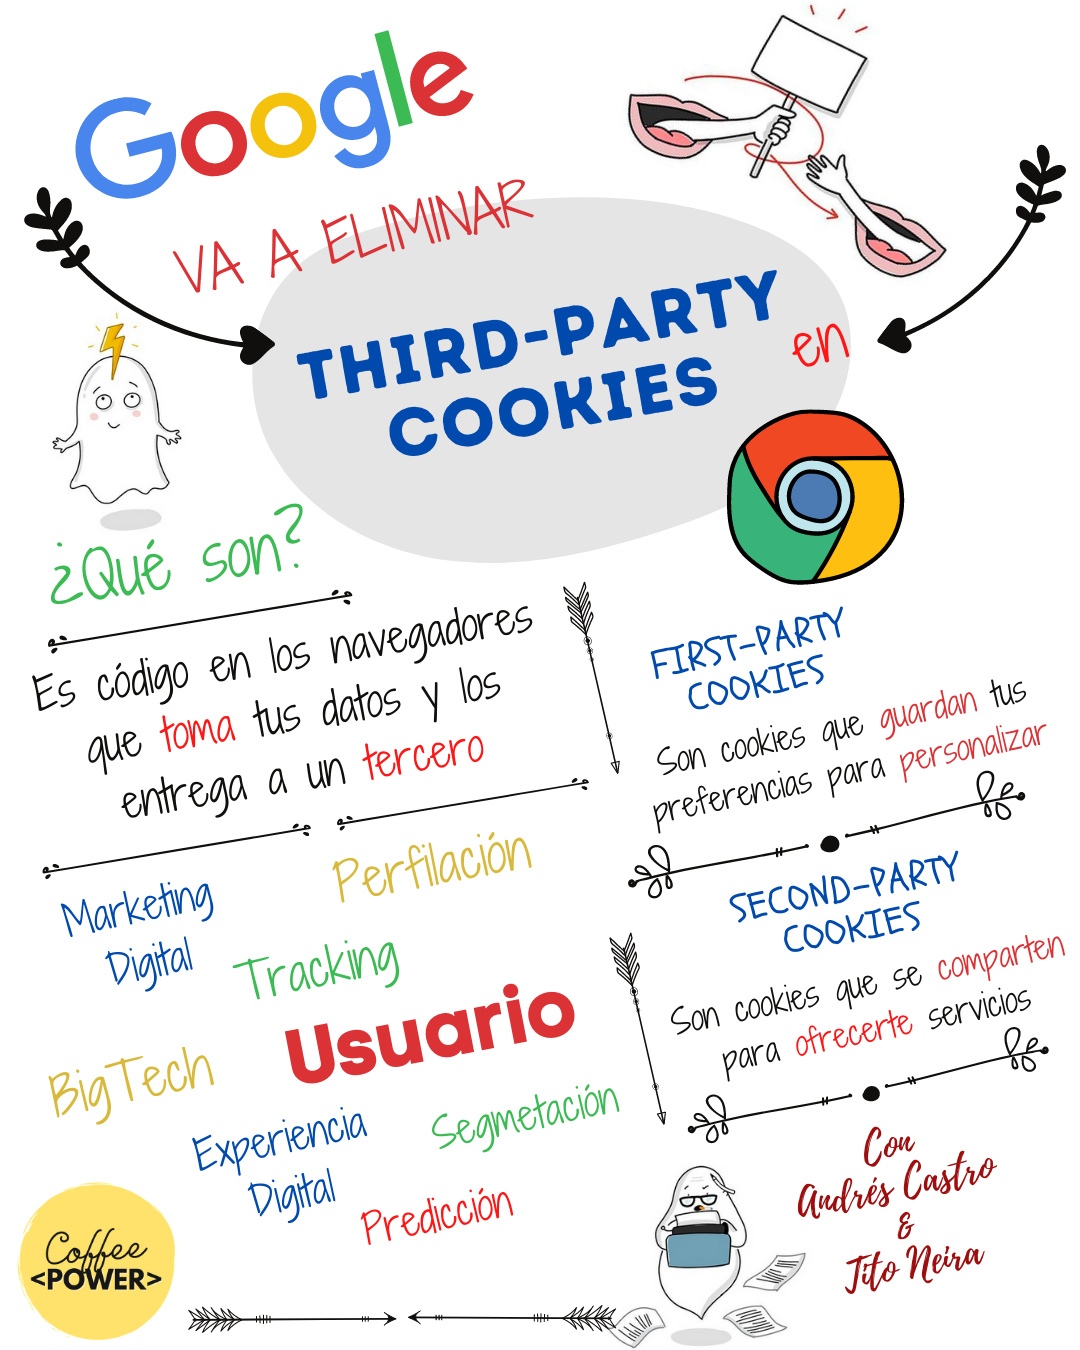 Google
VA A ELIMINAR
THIRD-PARTY
COOKIES
en
¿Qué son?
Es código en los navegadores
que toma tus datos y los
entrega a un tercero
FIRST-PARTY
COOKIES
Son cookies que guardan tus
preferencias para personalizar
SECOND-PARTY
COOKIES
Son cookies que se comparten
para ofrecerte servicios
Marketing
Digital
Perfilación
Tracking
Usuario
BigTech
Experiencia
Digital
Segmetación
Predicción
Coffee
<POWER>
Con
Andrés Castro
&
Tito Neira